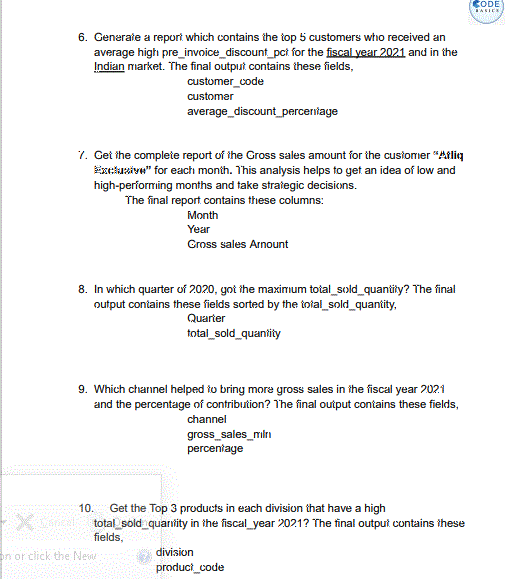 CODE
BASICS
6. Generate a report which contains the top 5 customers who received an
average high pre_invoice_discount_pct for the fiscal year 2021 and in the
Indian market. The final output contains these fields,
customer_code
customer
average_discount_percentage
7. Get the complete report of the Gross sales amount for the customer "Atliq
Exclusive" for each month. This analysis helps to get an idea of low and
high-performing months and take strategic decisions.
The final report contains these columns:
Month
Year
Gross sales Amount
8. In which quarter of 2020, got the maximum total_sold_quantity? The final
output contains these fields sorted by the total_sold_quantity,
Quarter
total_sold_quantity
9. Which channel helped to bring more gross sales in the fiscal year 2021
and the percentage of contribution? The final output contains these fields,
channel
gross_sales_mln
percentage
10. Get the Top 3 products in each division that have a high
total_sold_quantity in the fiscal_year 2021? The final output contains these
fields,
on or click the New
division
product_code